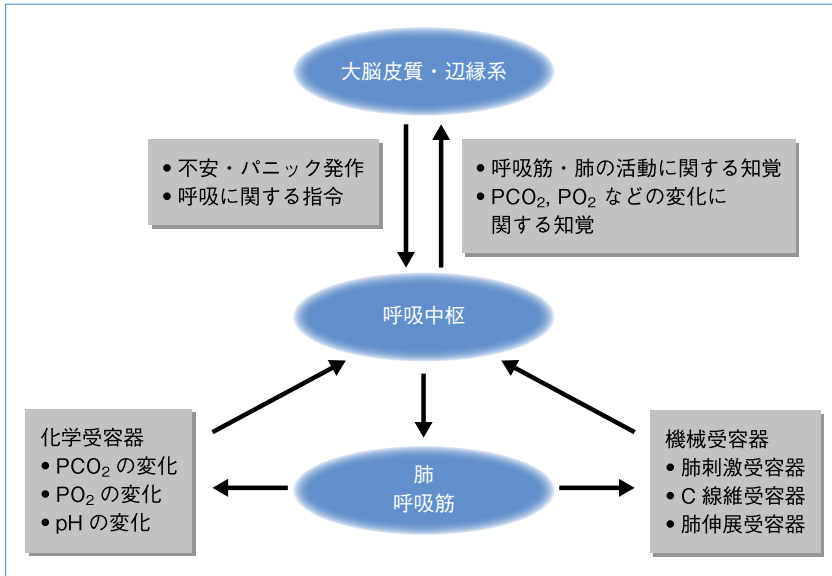 大脳皮質・辺縁系
• 不安・パニック発作
• 呼吸に関する指令
• 呼吸筋・肺の活動に関する知覚
• PCO₂, PO₂ などの変化に
関する知覚
呼吸中枢
化学受容器
• PCO₂ の変化
• PO₂ の変化
• pH の変化
肺
呼吸筋
機械受容器
• 肺刺激受容器
• C 線維受容器
• 肺伸展受容器